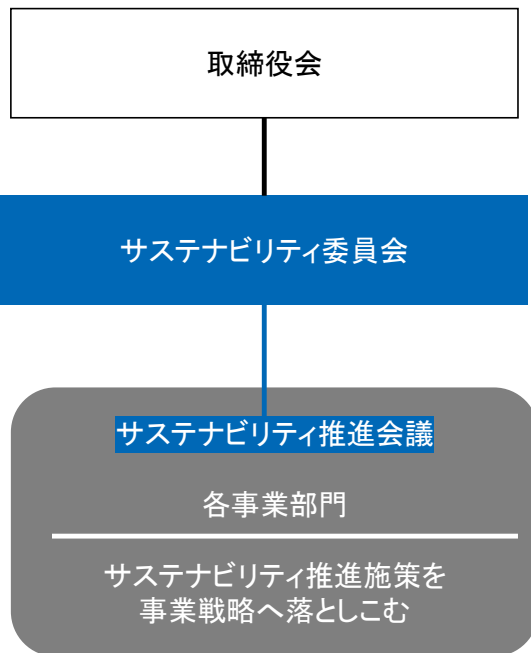 取締役会
サステナビリティ委員会
サステナビリティ推進会議
各事業部門
サステナビリティ推進施策を
事業戦略へ落としこむ